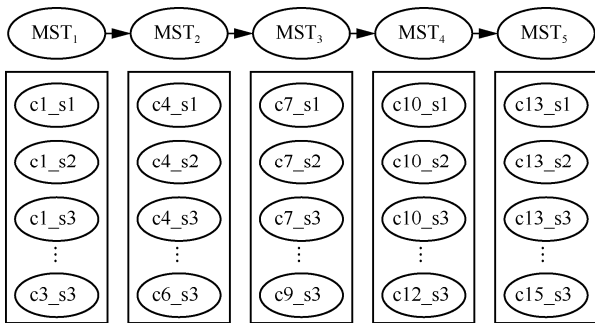 MST₁ MST₂ MST₃ MST₄ MST₅
c1_s1 c4_s1 c7_s1 c10_s1 c13_s1
c1_s2 c4_s2 c7_s2 c10_s2 c13_s2
c1_s3 c4_s3 c7_s3 c10_s3 c13_s3
⋮ ⋮ ⋮ ⋮ ⋮
c3_s3 c6_s3 c9_s3 c12_s3 c15_s3